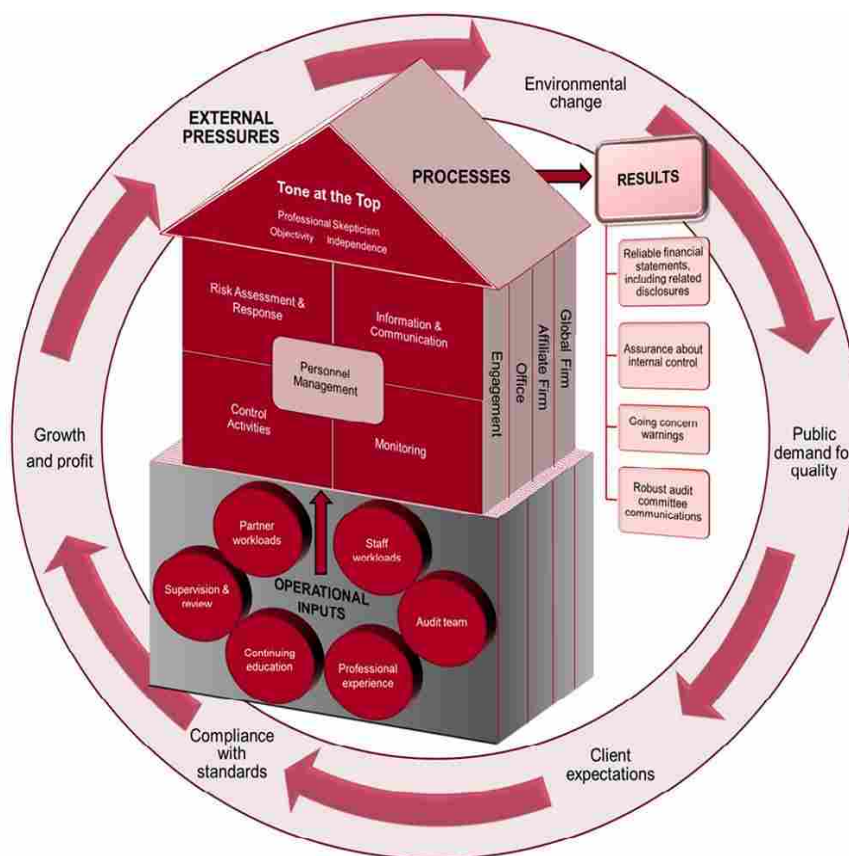 EXTERNAL
PRESSURES
Environmental
change
PROCESSES
RESULTS
Tone at the Top
Professional Skepticism
Objectivity Independence
Reliable financial
statements,
including related
disclosures
Risk Assessment &
Response
Information &
Communication
Assurance about
internal control
Personnel
Management
Engagement
Office
Affiliate Firm
Global Firm
Control
Activities
Monitoring
Going concern
warnings
Growth
and profit
Public
demand for
quality
Robust audit
committee
communications
Partner
workloads
Staff
workloads
OPERATIONAL
INPUTS
Supervision &
review
Audit team
Continuing
education
Professional
experience
Compliance with
standards
Client
expectations